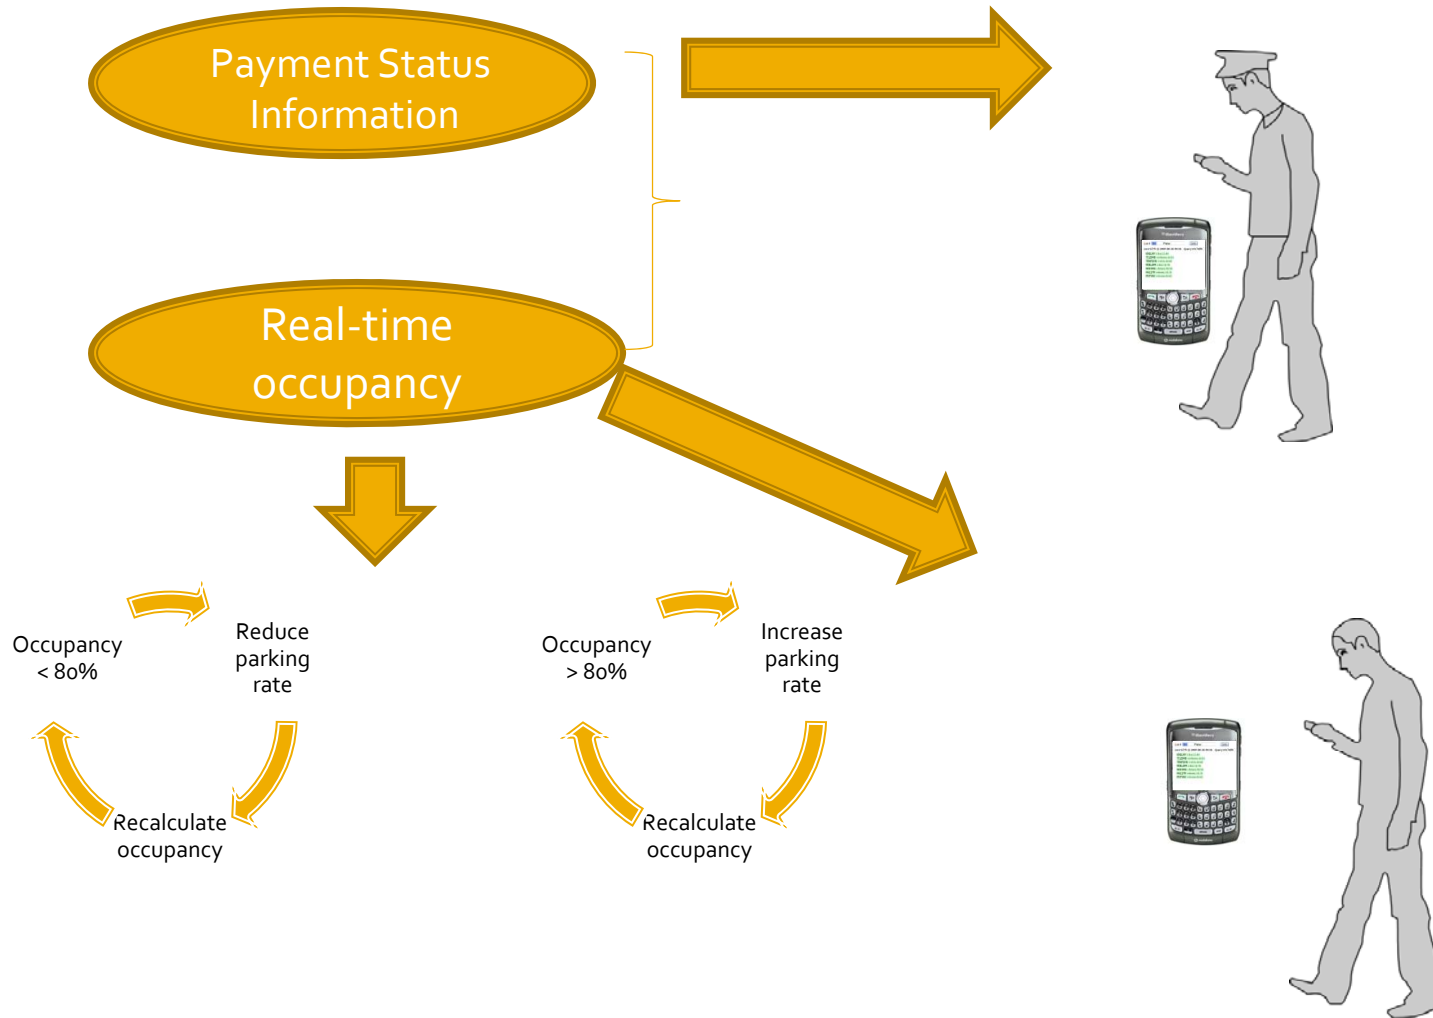 Payment Status
Information
Real-time
occupancy
Occupancy
< 80%
Reduce
parking
rate
Recalculate
occupancy
Occupancy
> 80%
Increase
parking
rate
Recalculate
occupancy